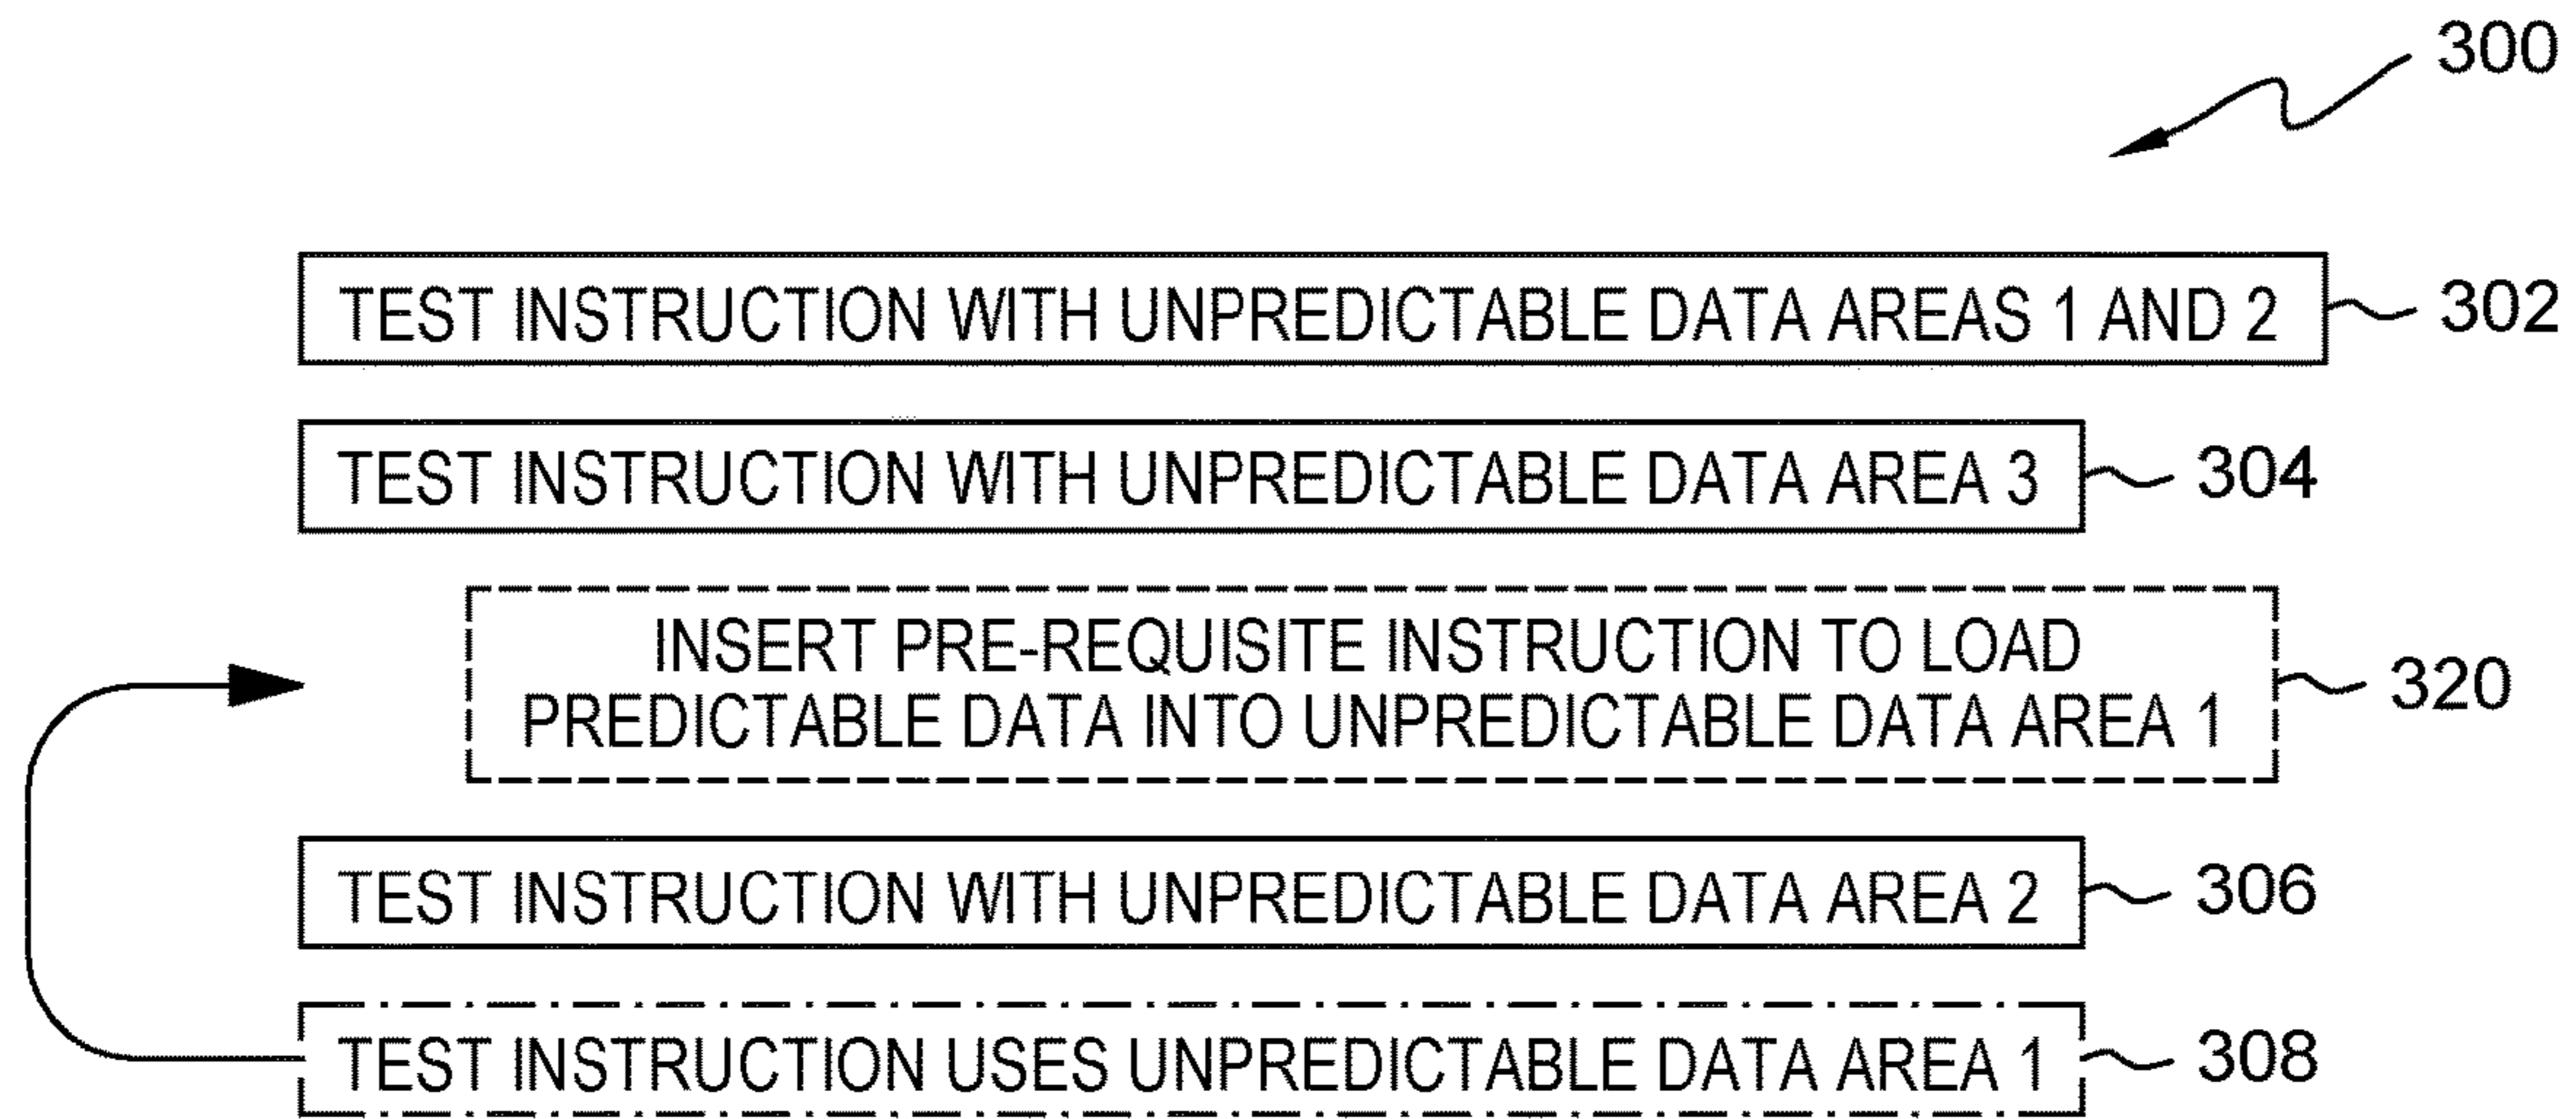 300
TEST INSTRUCTION WITH UNPREDICTABLE DATA AREAS 1 AND 2 302
TEST INSTRUCTION WITH UNPREDICTABLE DATA AREA 3 304
INSERT PRE-REQUISITE INSTRUCTION TO LOAD
PREDICTABLE DATA INTO UNPREDICTABLE DATA AREA 1 320
TEST INSTRUCTION WITH UNPREDICTABLE DATA AREA 2 306
TEST INSTRUCTION USES UNPREDICTABLE DATA AREA 1 308